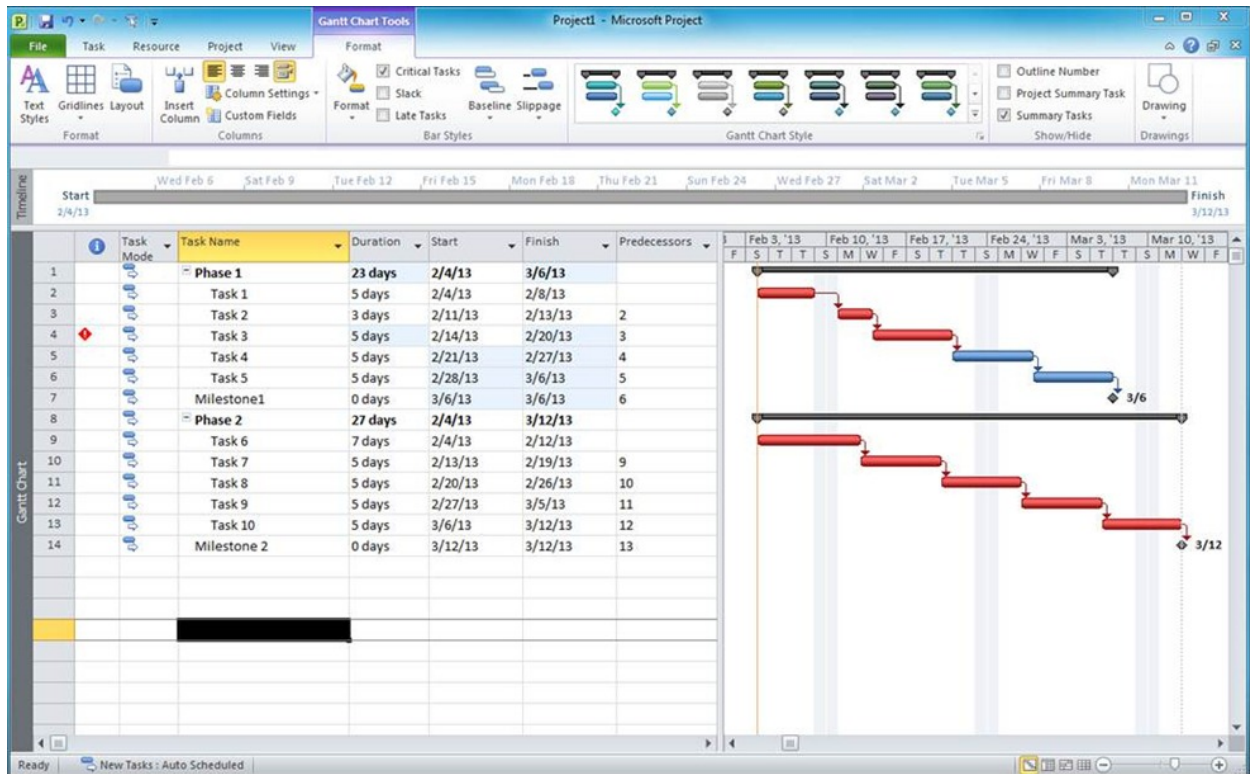 Gantt Chart Tools
Project1 - Microsoft Project
File Task Resource Project View Format
Text Styles
Gridlines
Layout
Format
Insert Column
Column Settings
Custom Fields
Columns
Format
Critical Tasks
Slack
Late Tasks
Baseline
Slippage
Bar Styles
Gantt Chart Style
Outline Number
Project Summary Task
Summary Tasks
Show/Hide
Drawing
Drawings
Timeline
Wed Feb 6 Sat Feb 9 Tue Feb 12 Fri Feb 15 Mon Feb 18 Thu Feb 21 Sun Feb 24 Wed Feb 27 Sat Mar 2 Tue Mar 5 Fri Mar 8 Mon Mar 11
Start Finish
2/4/13 3/12/13
Gantt Chart
Task Mode Task Name Duration Start Finish Predecessors
1 Phase 1 23 days 2/4/13 3/6/13
2 Task 1 5 days 2/4/13 2/8/13
3 Task 2 3 days 2/11/13 2/13/13 2
4 Task 3 5 days 2/14/13 2/20/13 3
5 Task 4 5 days 2/21/13 2/27/13 4
6 Task 5 5 days 2/28/13 3/6/13 5
7 Milestone1 0 days 3/6/13 3/6/13 6
8 Phase 2 27 days 2/4/13 3/12/13
9 Task 6 7 days 2/4/13 2/12/13
10 Task 7 5 days 2/13/13 2/19/13 9
11 Task 8 5 days 2/20/13 2/26/13 10
12 Task 9 5 days 2/27/13 3/5/13 11
13 Task 10 5 days 3/6/13 3/12/13 12
14 Milestone 2 0 days 3/12/13 3/12/13 13
Feb 3, '13 Feb 10, '13 Feb 17, '13 Feb 24, '13 Mar 3, '13 Mar 10, '13
F S T T S M W F S T T S M W F S T T S M W F
3/6
3/12
Ready New Tasks : Auto Scheduled